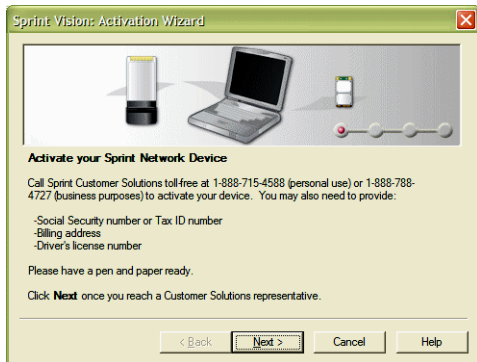 Sprint Vision: Activation Wizard
Activate your Sprint Network Device
Call Sprint Customer Solutions toll-free at 1-888-715-4588 (personal use) or 1-888-788-
4727 (business purposes) to activate your device. You may also need to provide:
-Social Security number or Tax ID number
-Billing address
-Driver's license number
Please have a pen and paper ready.
Click Next once you reach a Customer Solutions representative.
< Back Next > Cancel Help